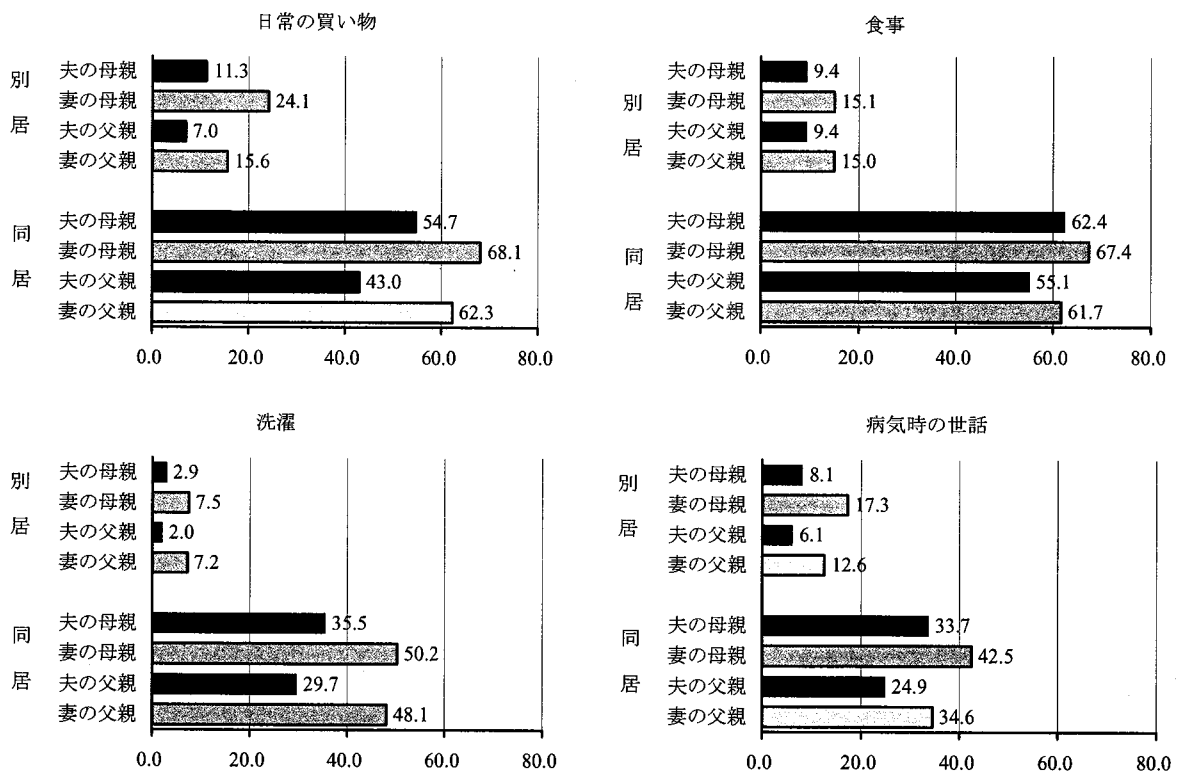 日常の買い物
別居
夫の母親 11.3
妻の母親 24.1
夫の父親 7.0
妻の父親 15.6
同居
夫の母親 54.7
妻の母親 68.1
夫の父親 43.0
妻の父親 62.3
0.0 20.0 40.0 60.0 80.0
食事
別居
夫の母親 9.4
妻の母親 15.1
夫の父親 9.4
妻の父親 15.0
同居
夫の母親 62.4
妻の母親 67.4
夫の父親 55.1
妻の父親 61.7
0.0 20.0 40.0 60.0 80.0
洗濯
別居
夫の母親 2.9
妻の母親 7.5
夫の父親 2.0
妻の父親 7.2
同居
夫の母親 35.5
妻の母親 50.2
夫の父親 29.7
妻の父親 48.1
0.0 20.0 40.0 60.0 80.0
病気時の世話
別居
夫の母親 8.1
妻の母親 17.3
夫の父親 6.1
妻の父親 12.6
同居
夫の母親 33.7
妻の母親 42.5
夫の父親 24.9
妻の父親 34.6
0.0 20.0 40.0 60.0 80.0